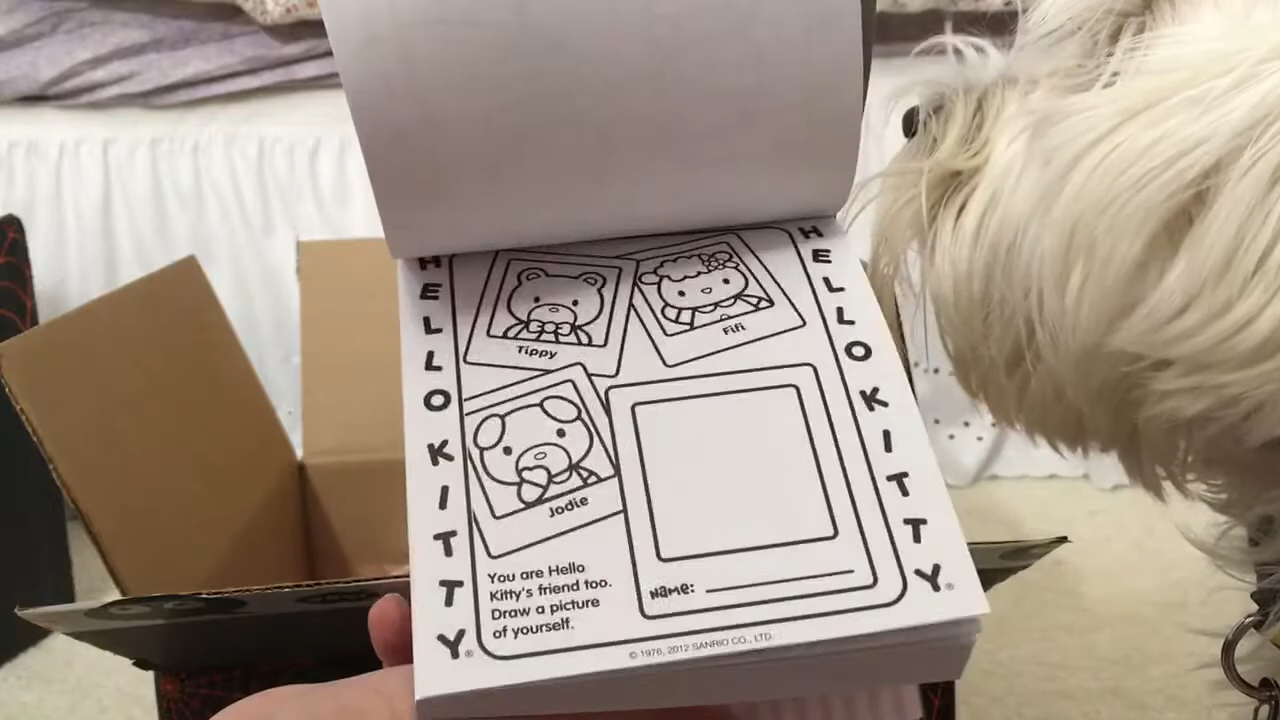 HELLO KITTY®
HELLO KITTY®
Tippy
Fifi
Jodie
You are Hello
Kitty's friend too.
Draw a picture
of yourself.
Name:
© 1976, 2012 SANRIO CO., LTD.